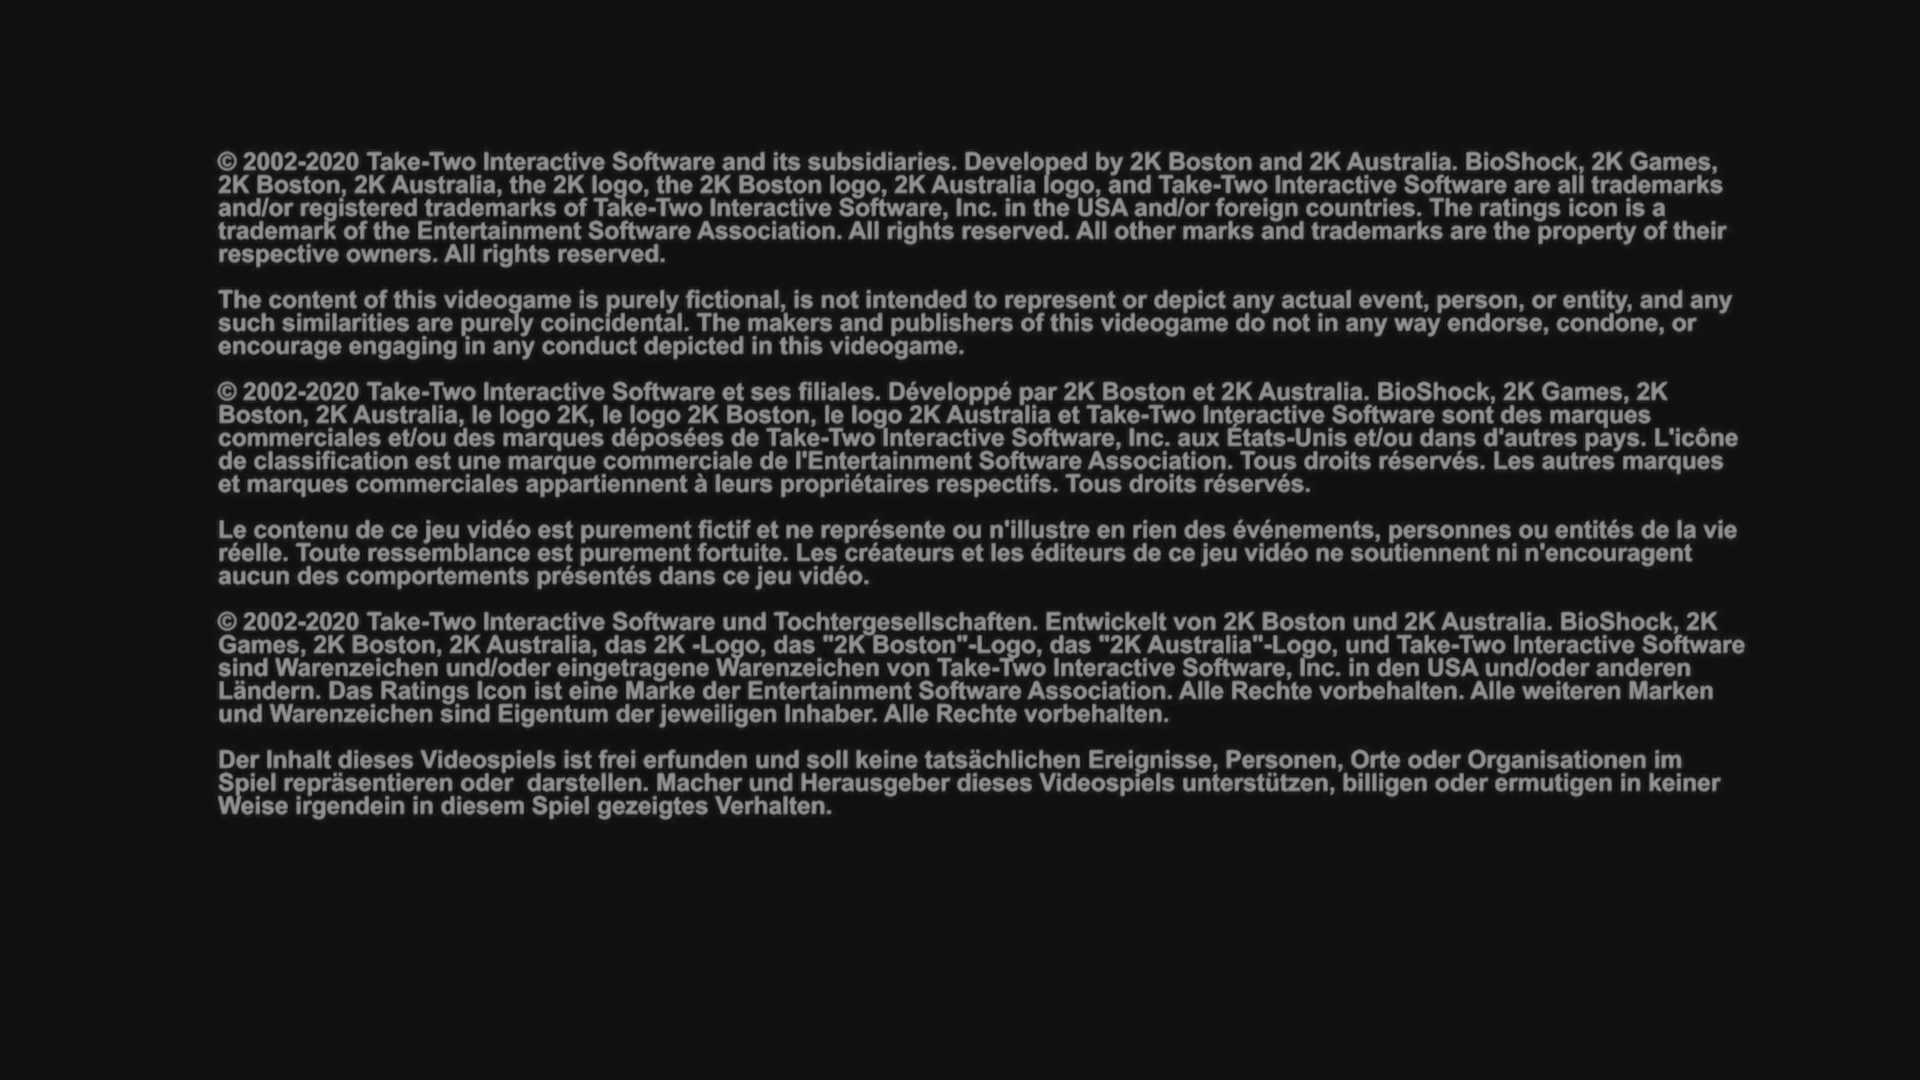 © 2002-2020 Take-Two Interactive Software and its subsidiaries. Developed by 2K Boston and 2K Australia. BioShock, 2K Games,
2K Boston, 2K Australia, the 2K logo, the 2K Boston logo, 2K Australia logo, and Take-Two Interactive Software are all trademarks
and/or registered trademarks of Take-Two Interactive Software, Inc. in the USA and/or foreign countries. The ratings icon is a
trademark of the Entertainment Software Association. All rights reserved. All other marks and trademarks are the property of their
respective owners. All rights reserved.
The content of this videogame is purely fictional, is not intended to represent or depict any actual event, person, or entity, and any
such similarities are purely coincidental. The makers and publishers of this videogame do not in any way endorse, condone, or
encourage engaging in any conduct depicted in this videogame.
© 2002-2020 Take-Two Interactive Software et ses filiales. Développé par 2K Boston et 2K Australia. BioShock, 2K Games, 2K
Boston, 2K Australia, le logo 2K, le logo 2K Boston, le logo 2K Australia et Take-Two Interactive Software sont des marques
commerciales et/ou des marques déposées de Take-Two Interactive Software, Inc. aux États-Unis et/ou dans d'autres pays. L'icône
de classification est une marque commerciale de l'Entertainment Software Association. Tous droits réservés. Les autres marques
et marques commerciales appartiennent à leurs propriétaires respectifs. Tous droits réservés.
Le contenu de ce jeu vidéo est purement fictif et ne représente ou n'illustre en rien des événements, personnes ou entités de la vie
réelle. Toute ressemblance est purement fortuite. Les créateurs et les éditeurs de ce jeu vidéo ne soutiennent ni n'encouragent
aucun des comportements présentés dans ce jeu vidéo.
© 2002-2020 Take-Two Interactive Software und Tochtergesellschaften. Entwickelt von 2K Boston und 2K Australia. BioShock, 2K
Games, 2K Boston, 2K Australia, das 2K -Logo, das "2K Boston"-Logo, das "2K Australia"-Logo, und Take-Two Interactive Software
sind Warenzeichen und/oder eingetragene Warenzeichen von Take-Two Interactive Software, Inc. in den USA und/oder anderen
Ländern. Das Ratings Icon ist eine Marke der Entertainment Software Association. Alle Rechte vorbehalten. Alle weiteren Marken
und Warenzeichen sind Eigentum der jeweiligen Inhaber. Alle Rechte vorbehalten.
Der Inhalt dieses Videospiels ist frei erfunden und soll keine tatsächlichen Ereignisse, Personen, Orte oder Organisationen im
Spiel repräsentieren oder  darstellen. Macher und Herausgeber dieses Videospiels unterstützen, billigen oder ermutigen in keiner
Weise irgendein in diesem Spiel gezeigtes Verhalten.